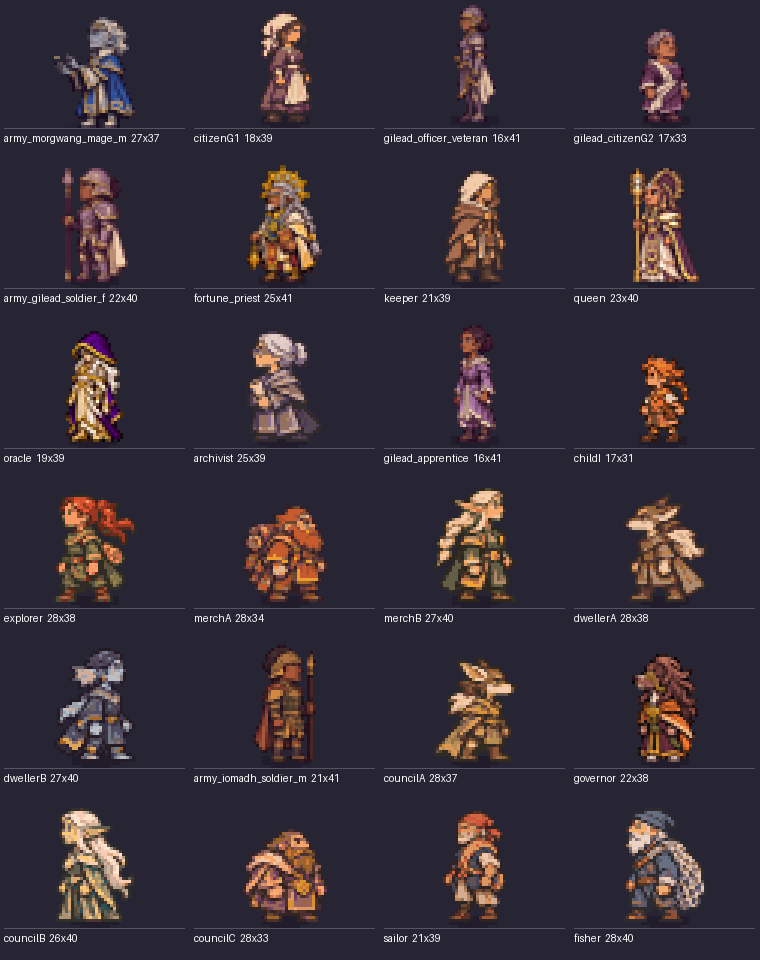 army_morgwang_mage_m 27x37
citizenG1 18x39
gilead_officer_veteran 16x41
gilead_citizenG2 17x33
army_gilead_soldier_f 22x40
fortune_priest 25x41
keeper 21x39
queen 23x40
oracle 19x39
archivist 25x39
gilead_apprentice 16x41
childI 17x31
explorer 28x38
merchA 28x34
merchB 27x40
dwellerA 28x38
dwellerB 27x40
army_iomadh_soldier_m 21x41
councilA 28x37
governor 22x38
councilB 26x40
councilC 28x33
sailor 21x39
fisher 28x40